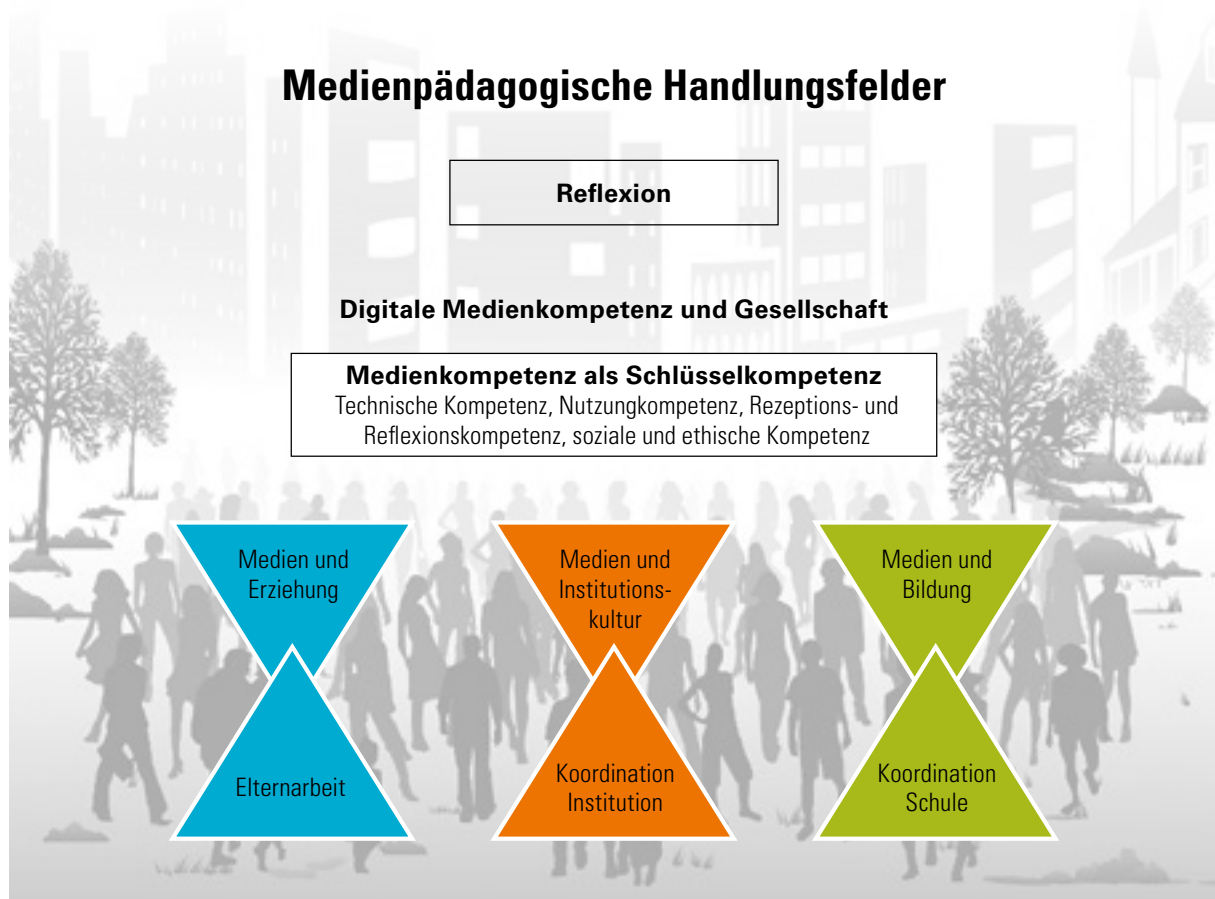 Medienpädagogische Handlungsfelder
Reflexion
Digitale Medienkompetenz und Gesellschaft
Medienkompetenz als Schlüsselkompetenz
Technische Kompetenz, Nutzungkompetenz, Rezeptions- und
Reflexionskompetenz, soziale und ethische Kompetenz
Medien und
Erziehung
Medien und
Institutions-
kultur
Medien und
Bildung
Elternarbeit
Koordination
Institution
Koordination
Schule